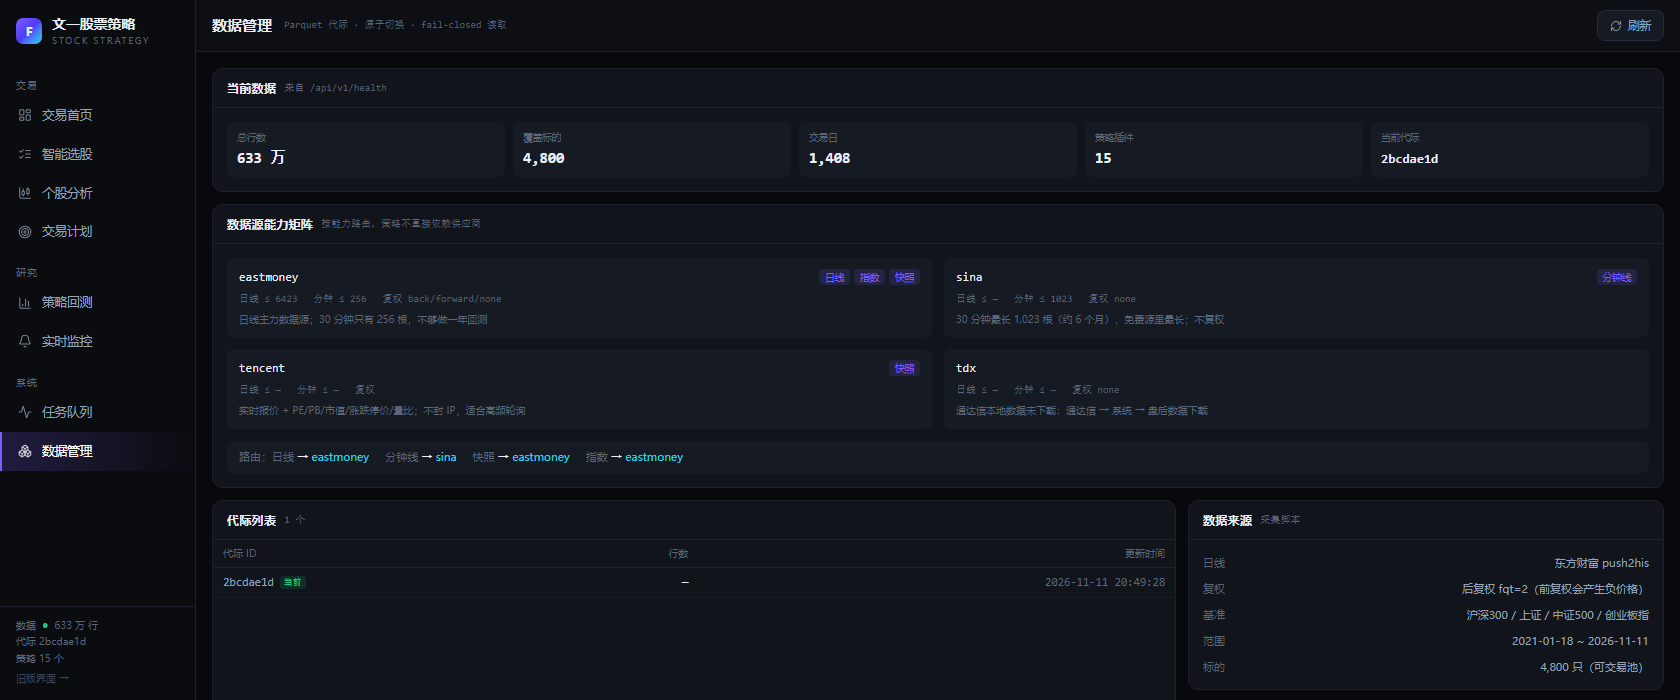 F
文一股票策略
STOCK STRATEGY
交易
交易首页
智能选股
个股分析
交易计划
研究
策略回测
实时监控
系统
任务队列
数据管理
数据 ● 633 万 行
代际 2bcdae1d
策略 15 个
旧版界面 →
数据管理 Parquet 代际 · 原子切换 · fail-closed 读取
刷新
当前数据 来自 /api/v1/health
总行数
633 万
覆盖标的
4,800
交易日
1,408
策略插件
15
当前代际
2bcdae1d
数据源能力矩阵 按能力路由，策略不直接依赖供应商
eastmoney 日线 指数 快照
日线 ≤ 6423 分钟 ≤ 256 复权 back/forward/none
日线主力数据源；30 分钟只有 256 根，不够做一年回测
sina 分钟线
日线 ≤ — 分钟 ≤ 1023 复权 none
30 分钟最长 1,023 根（约 6 个月），免费源里最长；不复权
tencent 快照
日线 ≤ — 分钟 ≤ — 复权
实时报价 + PE/PB/市值/涨跌停价/量比；不封 IP，适合高频轮询
tdx
日线 ≤ — 分钟 ≤ — 复权 none
通达信本地数据未下载：通达信 → 系统 → 盘后数据下载
路由：日线 → eastmoney 分钟线 → sina 快照 → eastmoney 指数 → eastmoney
代际列表 1 个
代际 ID 行数 更新时间
2bcdae1d 当前 — 2026-11-11 20:49:28
数据来源 采集脚本
日线 东方财富 push2his
复权 后复权 fqt=2（前复权会产生负价格）
基准 沪深300 / 上证 / 中证500 / 创业板指
范围 2021-01-18 ~ 2026-11-11
标的 4,800 只（可交易池）